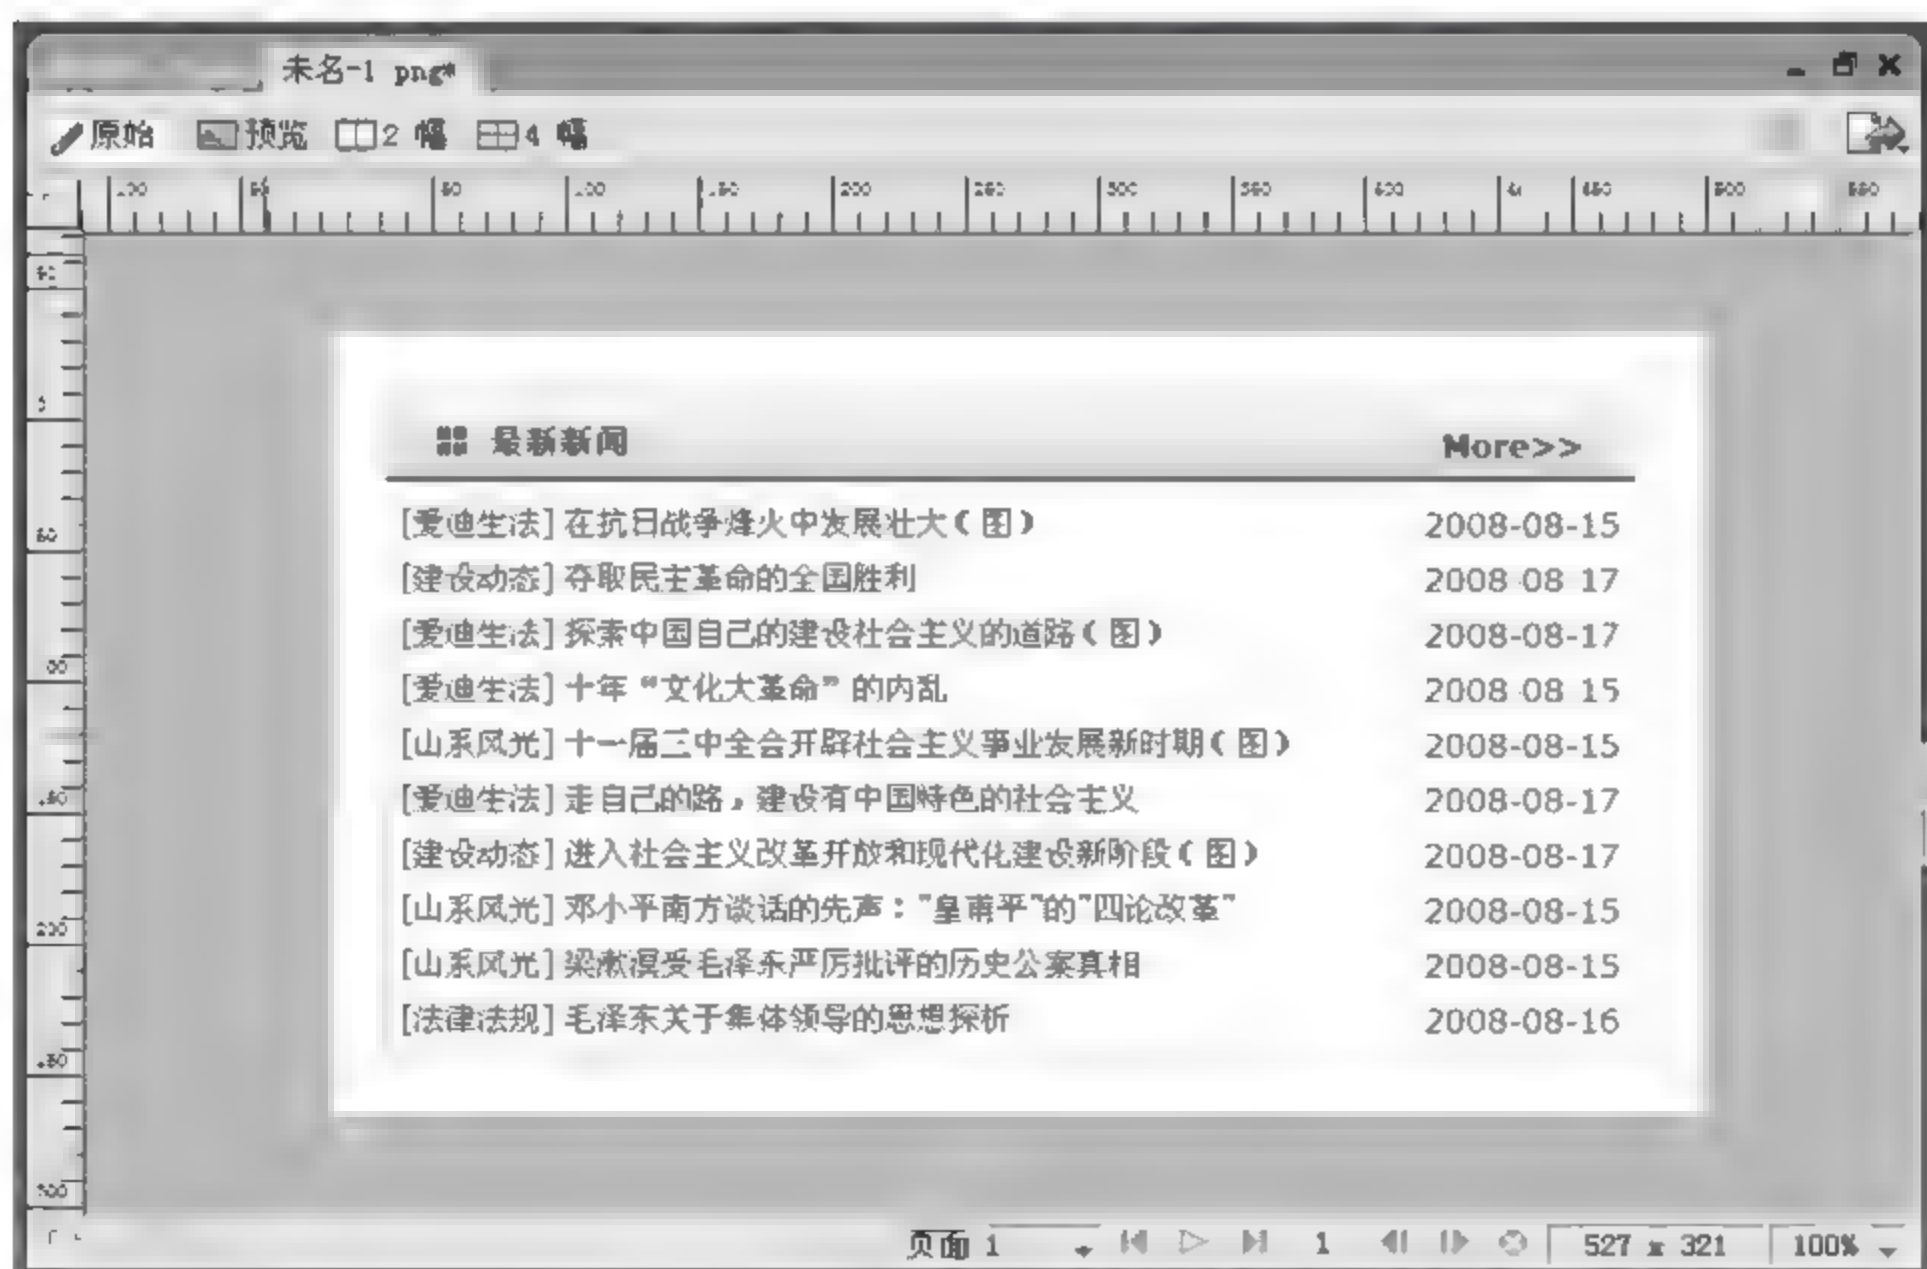 未名-1 png*
原始 预览 2 幅 4 幅
最新新闻 More>>
[爱迪生法] 在抗日战争烽火中发展壮大(图) 2008-08-15
[建设动态] 夺取民主革命的全国胜利 2008-08-17
[爱迪生法] 探索中国自己的建设社会主义的道路(图) 2008-08-17
[爱迪生法] 十年“文化大革命”的内乱 2008-08-15
[山系风光] 十一届三中全会开辟社会主义事业发展新时期(图) 2008-08-15
[爱迪生法] 走自己的路，建设有中国特色的社会主义 2008-08-17
[建设动态] 进入社会主义改革开放和现代化建设新阶段(图) 2008-08-17
[山系风光] 邓小平南方谈话的先声："皇甫平"的"四论改革" 2008-08-15
[山系风光] 梁漱溟受毛泽东严厉批评的历史公案真相 2008-08-15
[法律法规] 毛泽东关于集体领导的思想探析 2008-08-16
页面 1 1 527 x 321 100%